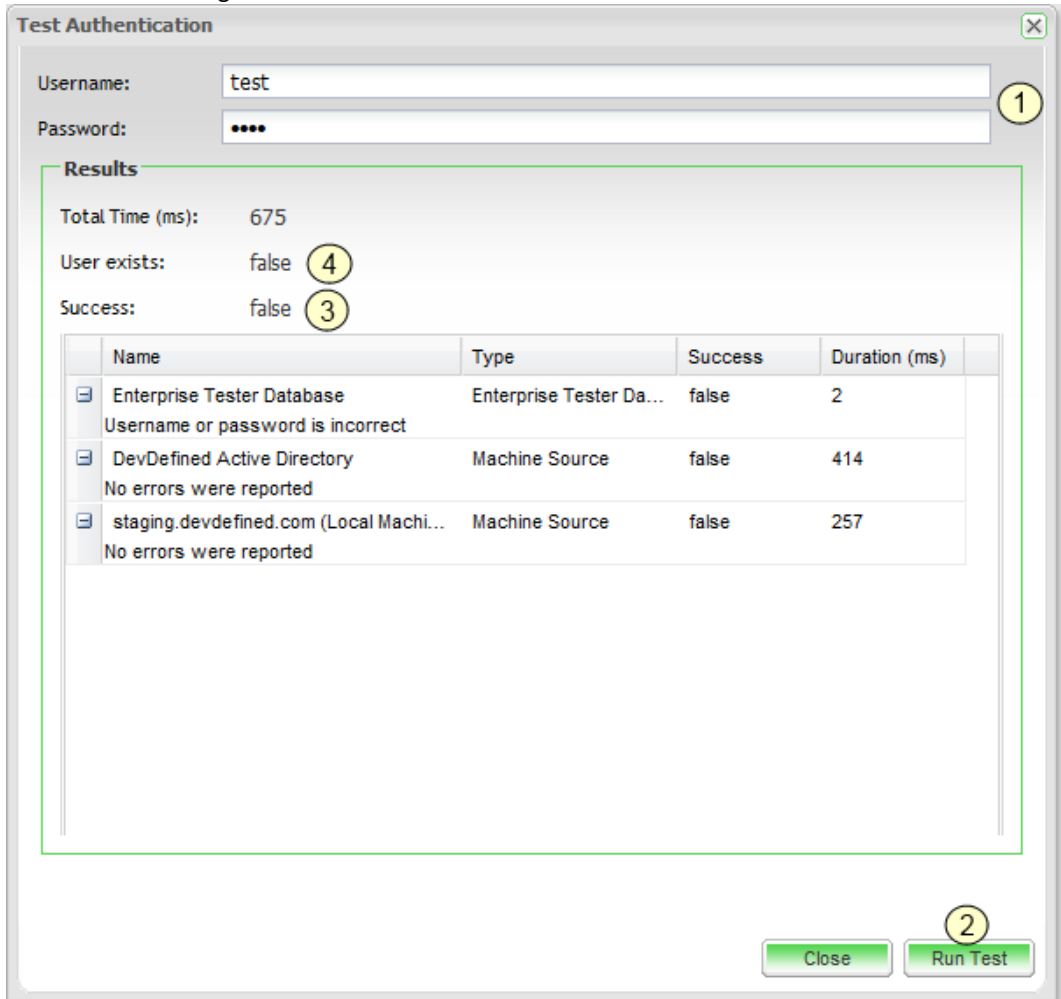 Test Authentication
Username: test
1
Password: ••••
Results
Total Time (ms): 675
User exists: false 4
Success: false 3
Name Type Success Duration (ms)
Enterprise Tester Database Enterprise Tester Da... false 2
Username or password is incorrect
DevDefined Active Directory Machine Source false 414
No errors were reported
staging.devdefined.com (Local Machi... Machine Source false 257
No errors were reported
2
Close Run Test